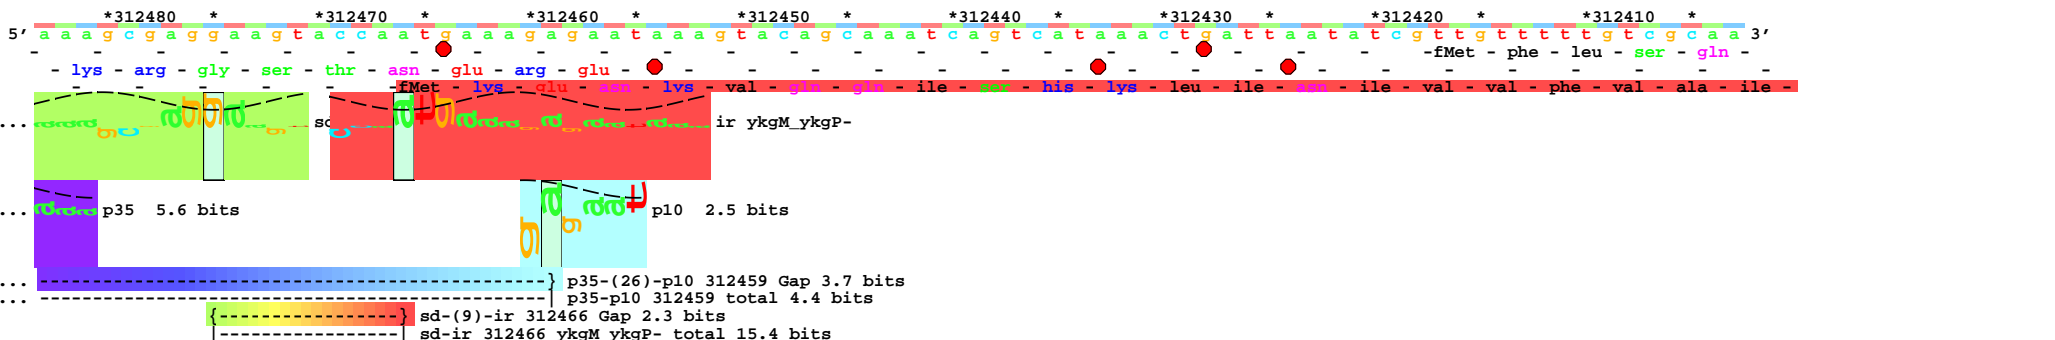 *312480 * *312470 * *312460 * *312450 * *312440 * *312430 * *312420 * *312410 *
5' a a a g c g a g g a a g t a c c a a t g a a a g a g a a t a a a g t a c a g c a a a t c a g t c a t a a a c t g a t t a a t a t c g t t g t t t t t g t c g c a a 3'
- - - - - - - - - - - - - - - - - - - - -fMet - phe - leu - ser - gln -
- lys - arg - gly - ser - thr - asn - glu - arg - glu - - - - - - - - - - - - - - - - - -
- - - - - -fMet - lys - glu - asn - lys - val - gln - gln - ile - ser - his - lys - leu - ile - asn - ile - val - val - phe - val - ala - ile -
... a a a g c g a g g a a g t sd c c a a t g a a a g a g a a t a a a ir ykgM_ykgP-
... a a a p35 5.6 bits g a g a a t p10 2.5 bits
... ------------------------------------------------} p35-(26)-p10 312459 Gap 3.7 bits
... ------------------------------------------------| p35-p10 312459 total 4.4 bits
{-----------------} sd-(9)-ir 312466 Gap 2.3 bits
|-----------------| sd-ir 312466 ykgM_ykgP- total 15.4 bits